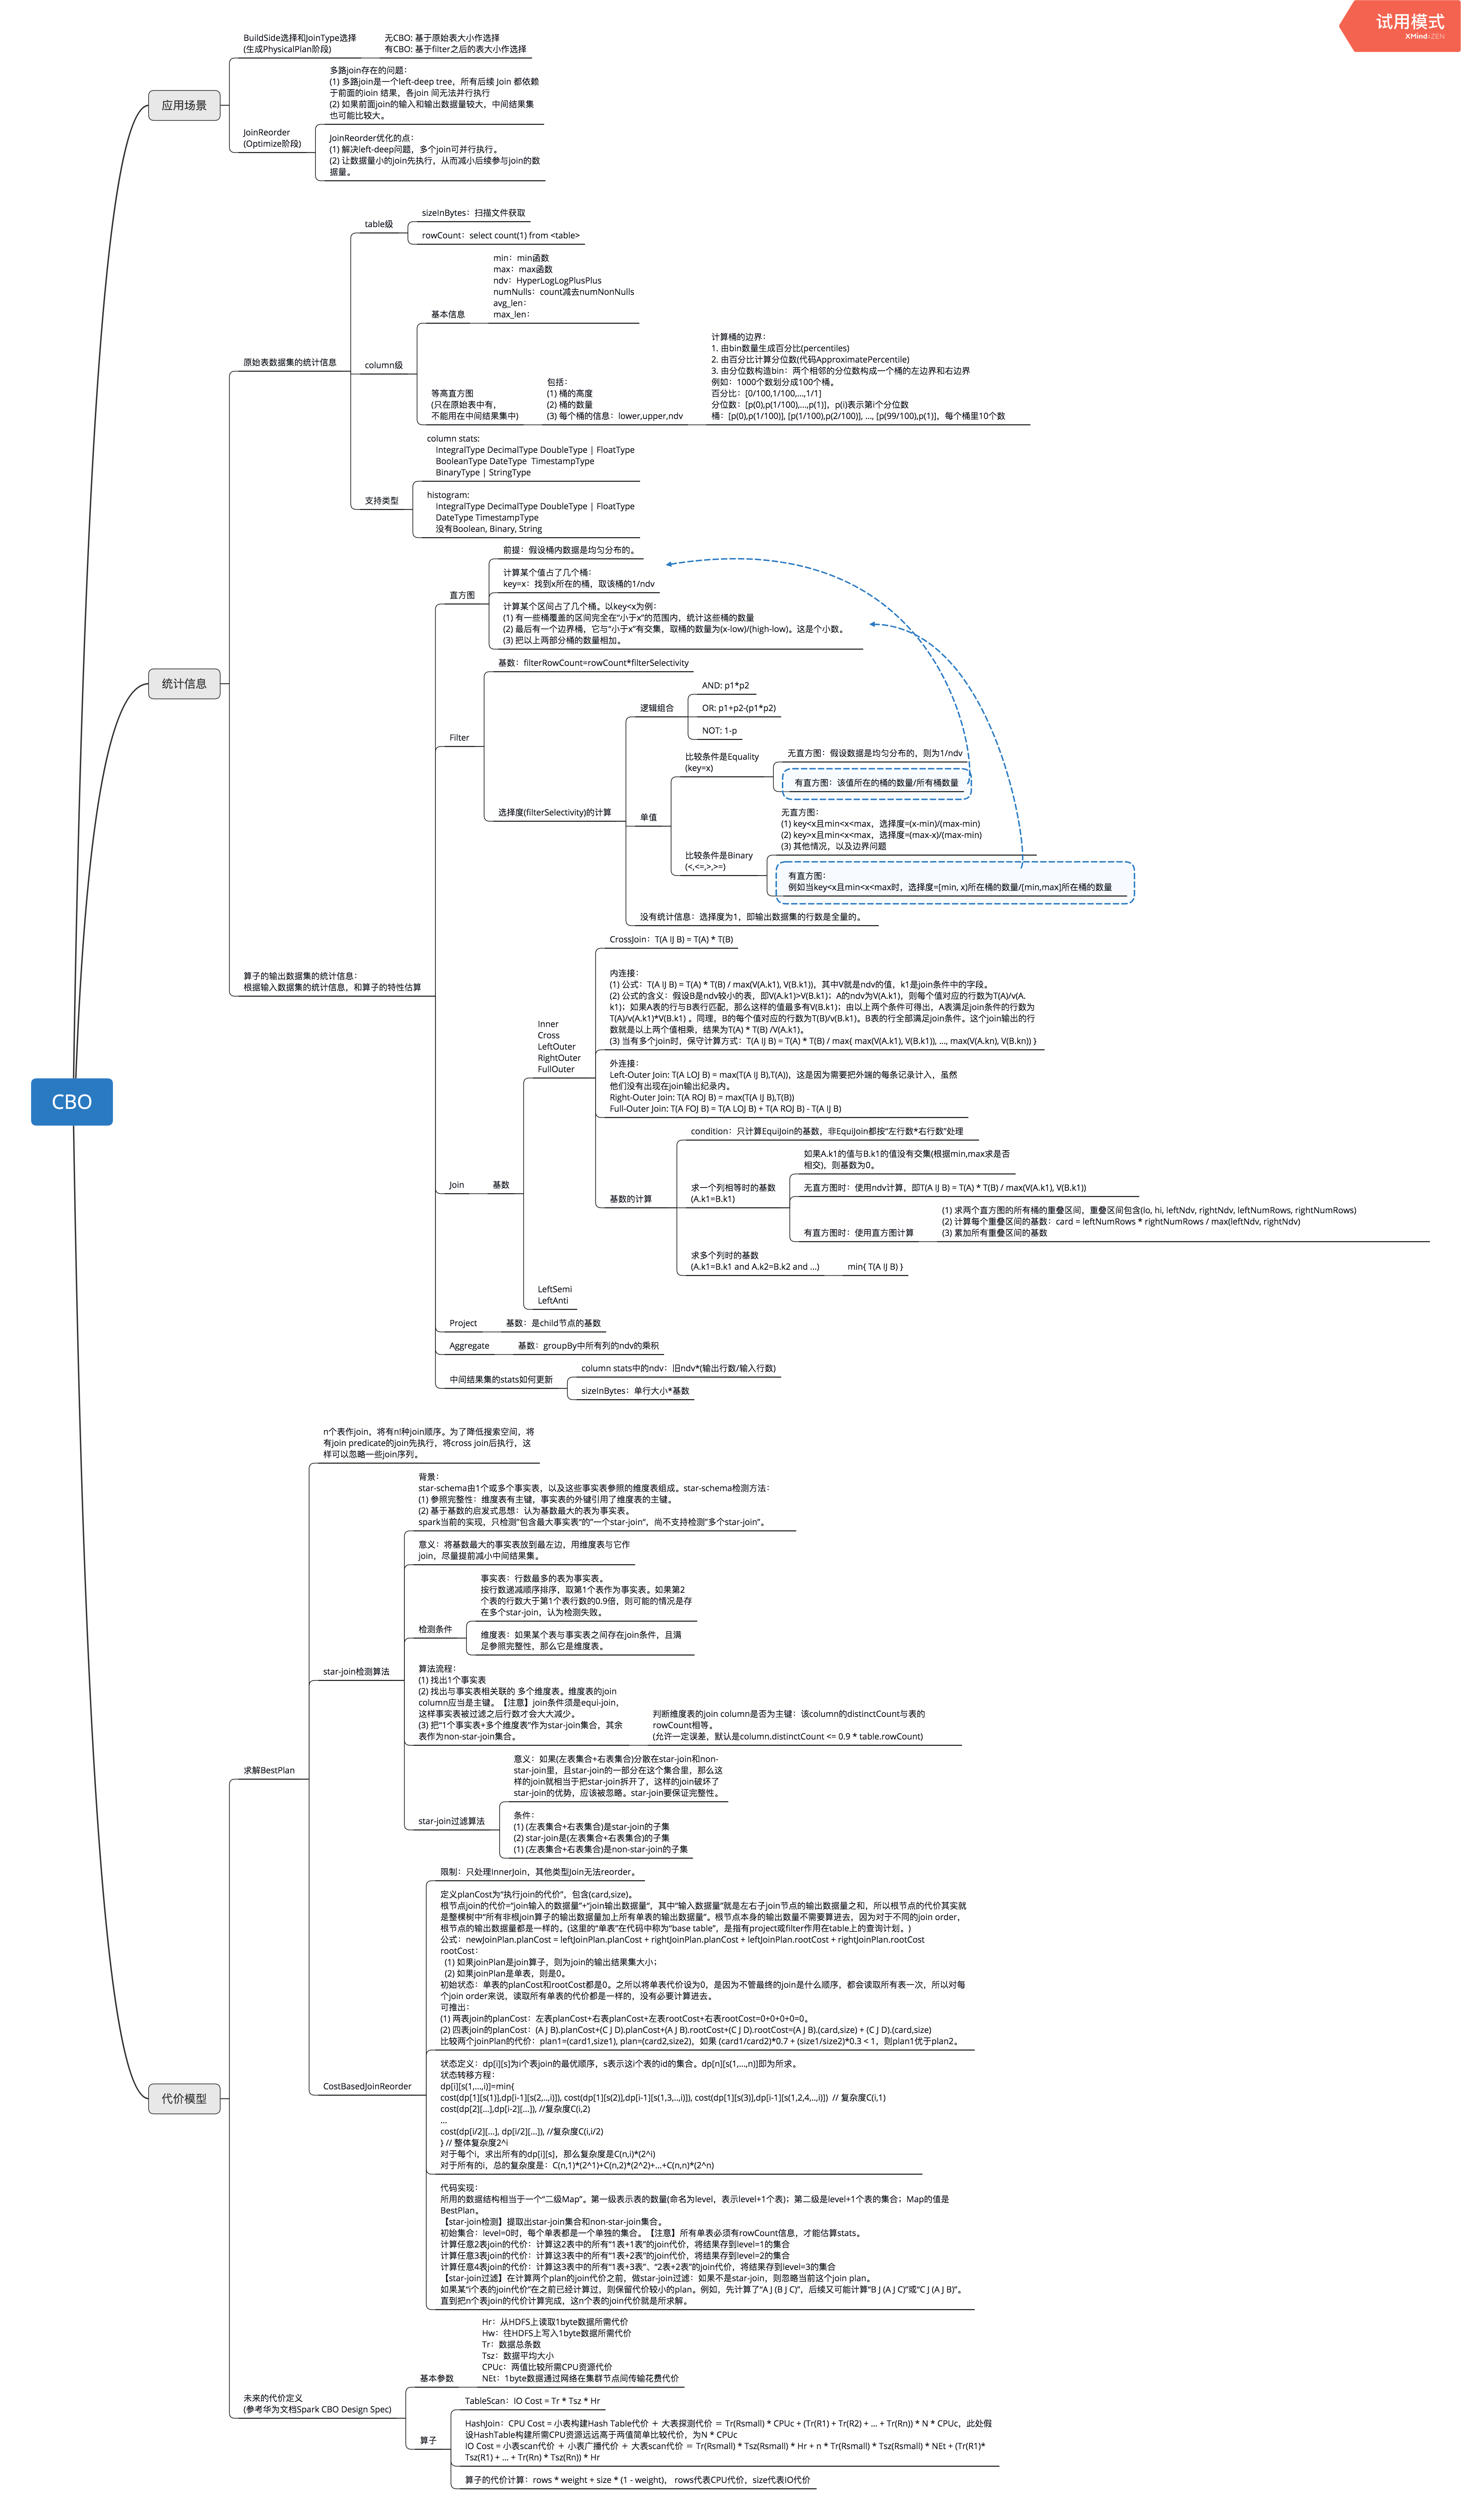 试用模式
XMind:ZEN
CBO
应用场景
BuildSide选择和JoinType选择
(生成PhysicalPlan阶段)
无CBO: 基于原始表大小作选择
有CBO: 基于filter之后的表大小作选择
JoinReorder
(Optimize阶段)
多路join存在的问题：
(1) 多路join是一个left-deep tree，所有后续 Join 都依赖
于前面的ioin 结果，各join 间无法并行执行
(2) 如果前面join的输入和输出数据量较大，中间结果集
也可能比较大。
JoinReorder优化的点：
(1) 解决left-deep问题，多个join可并行执行。
(2) 让数据量小的join先执行，从而减小后续参与join的数
据量。
统计信息
原始表数据集的统计信息
table级
sizeInBytes：扫描文件获取
rowCount：select count(1) from <table>
column级
基本信息
min：min函数
max：max函数
ndv：HyperLogLogPlusPlus
numNulls：count减去numNonNulls
avg_len：
max_len：
等高直方图
(只在原始表中有，
不能用在中间结果集中)
包括：
(1) 桶的高度
(2) 桶的数量
(3) 每个桶的信息：lower,upper,ndv
计算桶的边界：
1. 由bin数量生成百分比(percentiles)
2. 由百分比计算分位数(代码ApproximatePercentile)
3. 由分位数构造bin：两个相邻的分位数构成一个桶的左边界和右边界
例如：1000个数划分成100个桶。
百分比：[0/100,1/100,...,1/1]
分位数：[p(0),p(1/100),...,p(1)]，p(i)表示第i个分位数
桶：[p(0),p(1/100)], [p(1/100),p(2/100)], ..., [p(99/100),p(1)]，每个桶里10个数
支持类型
column stats:
IntegralType DecimalType DoubleType | FloatType
BooleanType DateType  TimestampType
BinaryType | StringType
histogram:
IntegralType DecimalType DoubleType | FloatType
DateType TimestampType
没有Boolean, Binary, String
算子的输出数据集的统计信息：
根据输入数据集的统计信息，和算子的特性估算
直方图
前提：假设桶内数据是均匀分布的。
计算某个值占了几个桶：
key=x：找到x所在的桶，取该桶的1/ndv
计算某个区间占了几个桶。以key<x为例：
(1) 有一些桶覆盖的区间完全在“小于x”的范围内，统计这些桶的数量
(2) 最后有一个边界桶，它与“小于x”有交集，取桶的数量为(x-low)/(high-low)。这是个小数。
(3) 把以上两部分桶的数量相加。
Filter
基数：filterRowCount=rowCount*filterSelectivity
选择度(filterSelectivity)的计算
逻辑组合
AND: p1*p2
OR: p1+p2-(p1*p2)
NOT: 1-p
单值
比较条件是Equality
(key=x)
无直方图：假设数据是均匀分布的，则为1/ndv
有直方图：该值所在的桶的数量/所有桶数量
比较条件是Binary
(<,<=,>,>=)
无直方图：
(1) key<x且min<x<max，选择度=(x-min)/(max-min)
(2) key>x且min<x<max，选择度=(max-x)/(max-min)
(3) 其他情况，以及边界问题
有直方图：
例如当key<x且min<x<max时，选择度=[min, x)所在桶的数量/[min,max]所在桶的数量
没有统计信息：选择度为1，即输出数据集的行数是全量的。
Join
基数
Inner
Cross
LeftOuter
RightOuter
FullOuter
CrossJoin：T(A IJ B) = T(A) * T(B)
内连接：
(1) 公式：T(A IJ B) = T(A) * T(B) / max(V(A.k1), V(B.k1))，其中V就是ndv的值，k1是join条件中的字段。
(2) 公式的含义：假设B是ndv较小的表，即V(A.k1)>V(B.k1)；A的ndv为V(A.k1)，则每个值对应的行数为T(A)/v(A.
k1)；如果A表的行与B表行匹配，那么这样的值最多有V(B.k1)；由以上两个条件可得出，A表满足join条件的行数为
T(A)/v(A.k1)*V(B.k1) 。同理，B的每个值对应的行数为T(B)/v(B.k1)。B表的行全部满足join条件。这个join输出的行
数就是以上两个值相乘，结果为T(A) * T(B) /V(A.k1)。
(3) 当有多个join时，保守计算方式：T(A IJ B) = T(A) * T(B) / max{ max(V(A.k1), V(B.k1)), ..., max(V(A.kn), V(B.kn)) }
外连接：
Left-Outer Join: T(A LOJ B) = max(T(A IJ B),T(A))，这是因为需要把外端的每条记录计入，虽然
他们没有出现在join输出纪录内。
Right-Outer Join: T(A ROJ B) = max(T(A IJ B),T(B))
Full-Outer Join: T(A FOJ B) = T(A LOJ B) + T(A ROJ B) - T(A IJ B)
基数的计算
condition：只计算EquiJoin的基数，非EquiJoin都按“左行数*右行数”处理
求一个列相等时的基数
(A.k1=B.k1)
如果A.k1的值与B.k1的值没有交集(根据min,max求是否
相交)，则基数为0。
无直方图时：使用ndv计算，即T(A IJ B) = T(A) * T(B) / max(V(A.k1), V(B.k1))
有直方图时：使用直方图计算
(1) 求两个直方图的所有桶的重叠区间，重叠区间包含(lo, hi, leftNdv, rightNdv, leftNumRows, rightNumRows)
(2) 计算每个重叠区间的基数：card = leftNumRows * rightNumRows / max(leftNdv, rightNdv)
(3) 累加所有重叠区间的基数
求多个列时的基数
(A.k1=B.k1 and A.k2=B.k2 and ...)
min{ T(A IJ B) }
LeftSemi
LeftAnti
Project
基数：是child节点的基数
Aggregate
基数：groupBy中所有列的ndv的乘积
中间结果集的stats如何更新
column stats中的ndv：旧ndv*(输出行数/输入行数)
sizeInBytes：单行大小*基数
代价模型
求解BestPlan
n个表作join，将有n!种join顺序。为了降低搜索空间，将
有join predicate的join先执行，将cross join后执行，这
样可以忽略一些join序列。
star-join检测算法
背景：
star-schema由1个或多个事实表，以及这些事实表参照的维度表组成。star-schema检测方法：
(1) 参照完整性：维度表有主键，事实表的外键引用了维度表的主键。
(2) 基于基数的启发式思想：认为基数最大的表为事实表。
spark当前的实现，只检测“包含最大事实表“的”一个star-join“，尚不支持检测”多个star-join”。
意义：将基数最大的事实表放到最左边，用维度表与它作
join，尽量提前减小中间结果集。
检测条件
事实表：行数最多的表为事实表。
按行数递减顺序排序，取第1个表作为事实表。如果第2
个表的行数大于第1个表行数的0.9倍，则可能的情况是存
在多个star-join，认为检测失败。
维度表：如果某个表与事实表之间存在join条件，且满
足参照完整性，那么它是维度表。
算法流程：
(1) 找出1个事实表
(2) 找出与事实表相关联的 多个维度表。维度表的join
column应当是主键。【注意】join条件须是equi-join，
这样事实表被过滤之后行数才会大大减少。
(3) 把“1个事实表+多个维度表”作为star-join集合，其余
表作为non-star-join集合。
判断维度表的join column是否为主键：该column的distinctCount与表的
rowCount相等。
(允许一定误差，默认是column.distinctCount <= 0.9 * table.rowCount)
star-join过滤算法
意义：如果(左表集合+右表集合)分散在star-join和non-
star-join里，且star-join的一部分在这个集合里，那么这
样的join就相当于把star-join拆开了，这样的join破坏了
star-join的优势，应该被忽略。star-join要保证完整性。
条件：
(1) (左表集合+右表集合)是star-join的子集
(2) star-join是(左表集合+右表集合)的子集
(1) (左表集合+右表集合)是non-star-join的子集
CostBasedJoinReorder
限制：只处理InnerJoin，其他类型Join无法reorder。
定义planCost为“执行join的代价”，包含(card,size)。
根节点join的代价=“join输入的数据量”+“join输出数据量“，其中“输入数据量”就是左右子join节点的输出数据量之和，所以根节点的代价其实就
是整棵树中“所有非根join算子的输出数据量加上所有单表的输出数据量”。根节点本身的输出数量不需要算进去，因为对于不同的join order，
根节点的输出数据量都是一样的。(这里的“单表”在代码中称为“base table”，是指有project或filter作用在table上的查询计划。)
公式：newJoinPlan.planCost = leftJoinPlan.planCost + rightJoinPlan.planCost + leftJoinPlan.rootCost + rightJoinPlan.rootCost
rootCost：
(1) 如果joinPlan是join算子，则为join的输出结果集大小；
(2) 如果joinPlan是单表，则是0。
初始状态：单表的planCost和rootCost都是0。之所以将单表代价设为0，是因为不管最终的join是什么顺序，都会读取所有表一次，所以对每
个join order来说，读取所有单表的代价都是一样的，没有必要计算进去。
可推出：
(1) 两表join的planCost：左表planCost+右表planCost+左表rootCost+右表rootCost=0+0+0+0=0。
(2) 四表join的planCost：(A J B).planCost+(C J D).planCost+(A J B).rootCost+(C J D).rootCost=(A J B).(card,size) + (C J D).(card,size)
比较两个joinPlan的代价：plan1=(card1,size1), plan=(card2,size2)，如果 (card1/card2)*0.7 + (size1/size2)*0.3 < 1，则plan1优于plan2。
状态定义：dp[i][s]为i个表join的最优顺序，s表示这i个表的id的集合。dp[n][s(1,...,n)]即为所求。
状态转移方程：
dp[i][s(1,...,i)]=min{
cost(dp[1][s(1)],dp[i-1][s(2,..,i)]), cost(dp[1][s(2)],dp[i-1][s(1,3,..,i)]), cost(dp[1][s(3)],dp[i-1][s(1,2,4,..,i)])  // 复杂度C(i,1)
cost(dp[2][...],dp[i-2][...]), //复杂度C(i,2)
...
cost(dp[i/2][...], dp[i/2][...]), //复杂度C(i,i/2)
} // 整体复杂度2^i
对于每个i，求出所有的dp[i][s]，那么复杂度是C(n,i)*(2^i)
对于所有的i，总的复杂度是：C(n,1)*(2^1)+C(n,2)*(2^2)+...+C(n,n)*(2^n)
代码实现：
所用的数据结构相当于一个“二级Map”。第一级表示表的数量(命名为level，表示level+1个表)；第二级是level+1个表的集合；Map的值是
BestPlan。
【star-join检测】提取出star-join集合和non-star-join集合。
初始集合：level=0时，每个单表都是一个单独的集合。【注意】所有单表必须有rowCount信息，才能估算stats。
计算任意2表join的代价：计算这2表中的所有“1表+1表”的join代价，将结果存到level=1的集合
计算任意3表join的代价：计算这3表中的所有“1表+2表”的join代价，将结果存到level=2的集合
计算任意4表join的代价：计算这3表中的所有“1表+3表”、“2表+2表”的join代价，将结果存到level=3的集合
【star-join过滤】在计算两个plan的join代价之前，做star-join过滤：如果不是star-join，则忽略当前这个join plan。
如果某“i个表的join代价”在之前已经计算过，则保留代价较小的plan。例如，先计算了“A J (B J C)”，后续又可能计算“B J (A J C)”或“C J (A J B)”。
直到把n个表join的代价计算完成，这n个表的join代价就是所求解。
未来的代价定义
(参考华为文档Spark CBO Design Spec)
基本参数
Hr：从HDFS上读取1byte数据所需代价
Hw：往HDFS上写入1byte数据所需代价
Tr：数据总条数
Tsz：数据平均大小
CPUc：两值比较所需CPU资源代价
NEt：1byte数据通过网络在集群节点间传输花费代价
算子
TableScan：IO Cost = Tr * Tsz * Hr
HashJoin：CPU Cost = 小表构建Hash Table代价 ＋ 大表探测代价 ＝ Tr(Rsmall) * CPUc + (Tr(R1) + Tr(R2) + ... + Tr(Rn)) * N * CPUc，此处假
设HashTable构建所需CPU资源远远高于两值简单比较代价，为N * CPUc
IO Cost = 小表scan代价 ＋ 小表广播代价 ＋ 大表scan代价 ＝ Tr(Rsmall) * Tsz(Rsmall) * Hr + n * Tr(Rsmall) * Tsz(Rsmall) * NEt + (Tr(R1)*
Tsz(R1) + ... + Tr(Rn) * Tsz(Rn)) * Hr
算子的代价计算：rows * weight + size * (1 - weight)， rows代表CPU代价，size代表IO代价